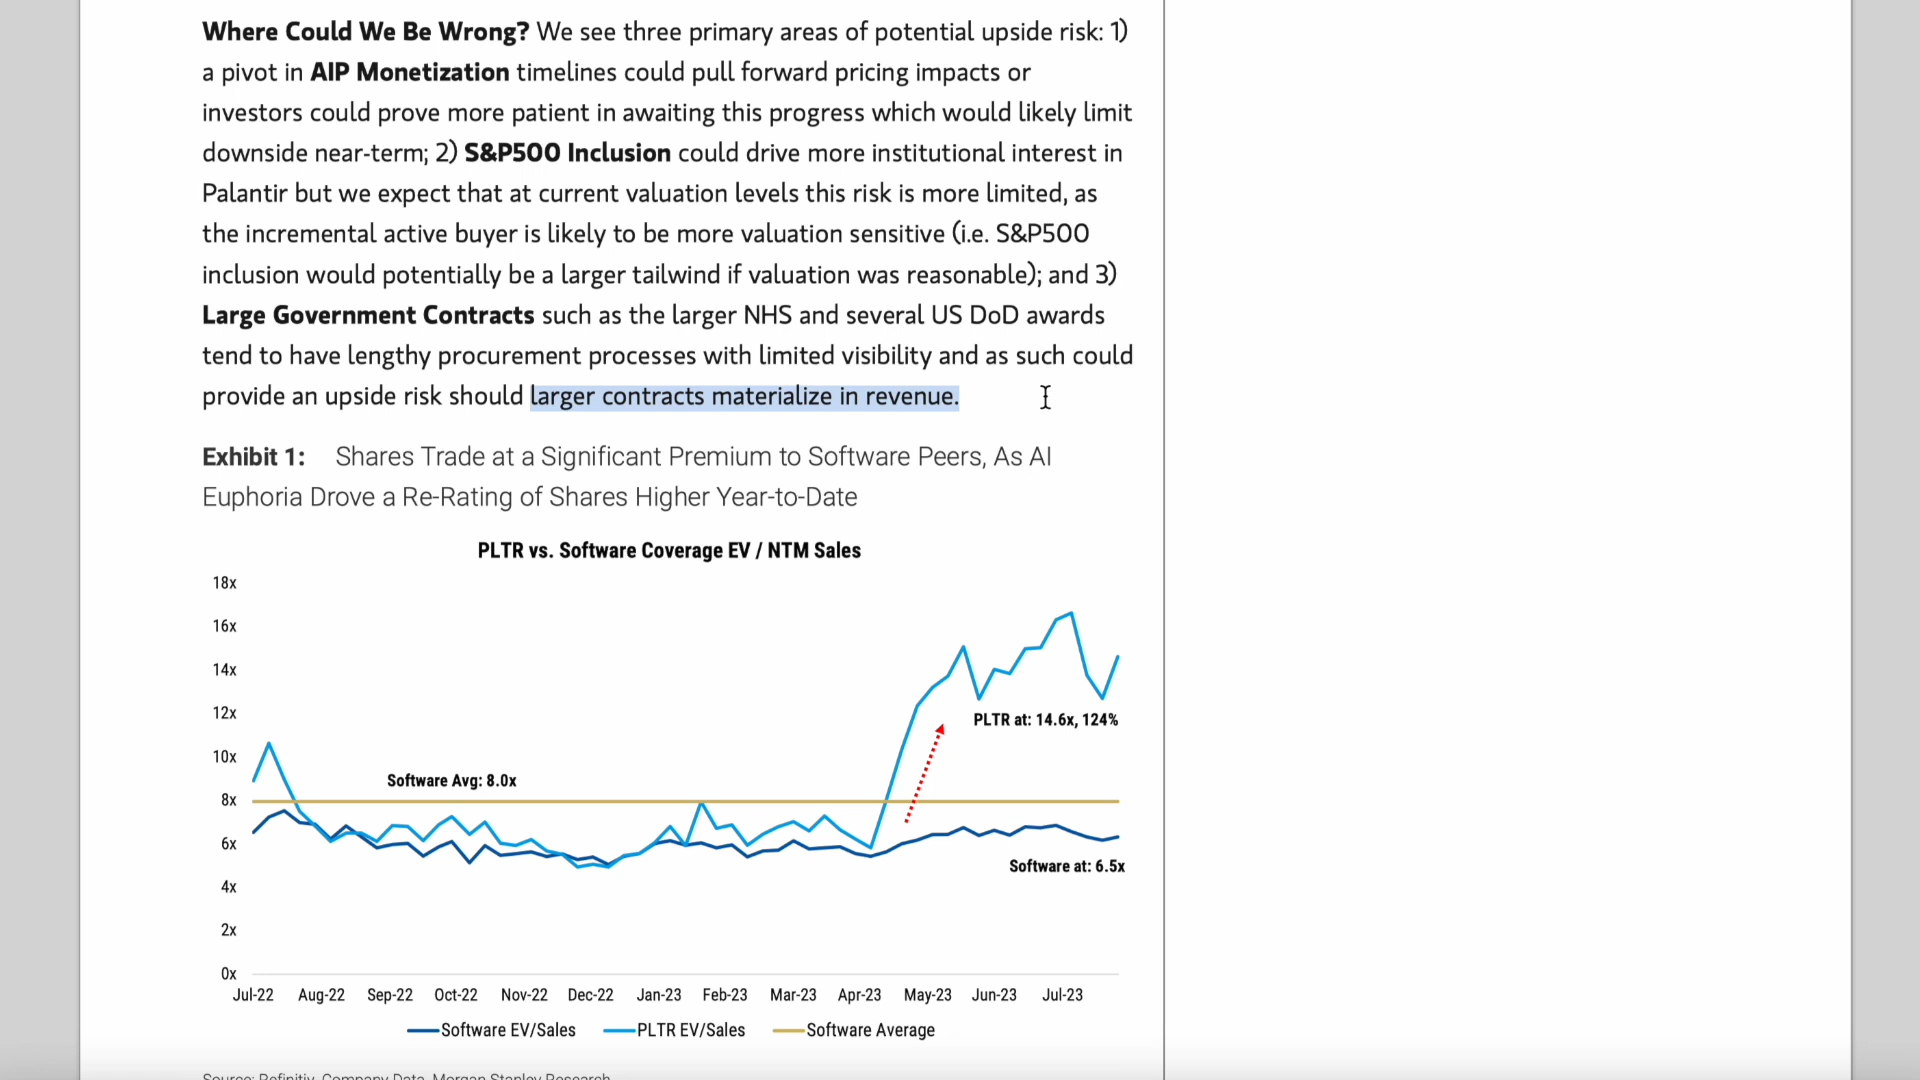 Where Could We Be Wrong? We see three primary areas of potential upside risk: 1)
a pivot in AIP Monetization timelines could pull forward pricing impacts or
investors could prove more patient in awaiting this progress which would likely limit
downside near-term; 2) S&P500 Inclusion could drive more institutional interest in
Palantir but we expect that at current valuation levels this risk is more limited, as
the incremental active buyer is likely to be more valuation sensitive (i.e. S&P500
inclusion would potentially be a larger tailwind if valuation was reasonable); and 3)
Large Government Contracts such as the larger NHS and several US DoD awards
tend to have lengthy procurement processes with limited visibility and as such could
provide an upside risk should larger contracts materialize in revenue.
Exhibit 1: Shares Trade at a Significant Premium to Software Peers, As AI
Euphoria Drove a Re-Rating of Shares Higher Year-to-Date
PLTR vs. Software Coverage EV / NTM Sales
18x
16x
14x
12x
PLTR at: 14.6x, 124%
10x
Software Avg: 8.0x
8x
6x
Software at: 6.5x
4x
2x
0x
Jul-22 Aug-22 Sep-22 Oct-22 Nov-22 Dec-22 Jan-23 Feb-23 Mar-23 Apr-23 May-23 Jun-23 Jul-23
Software EV/Sales PLTR EV/Sales Software Average
Source: Refinitiv, Company Data, Morgan Stanley Research